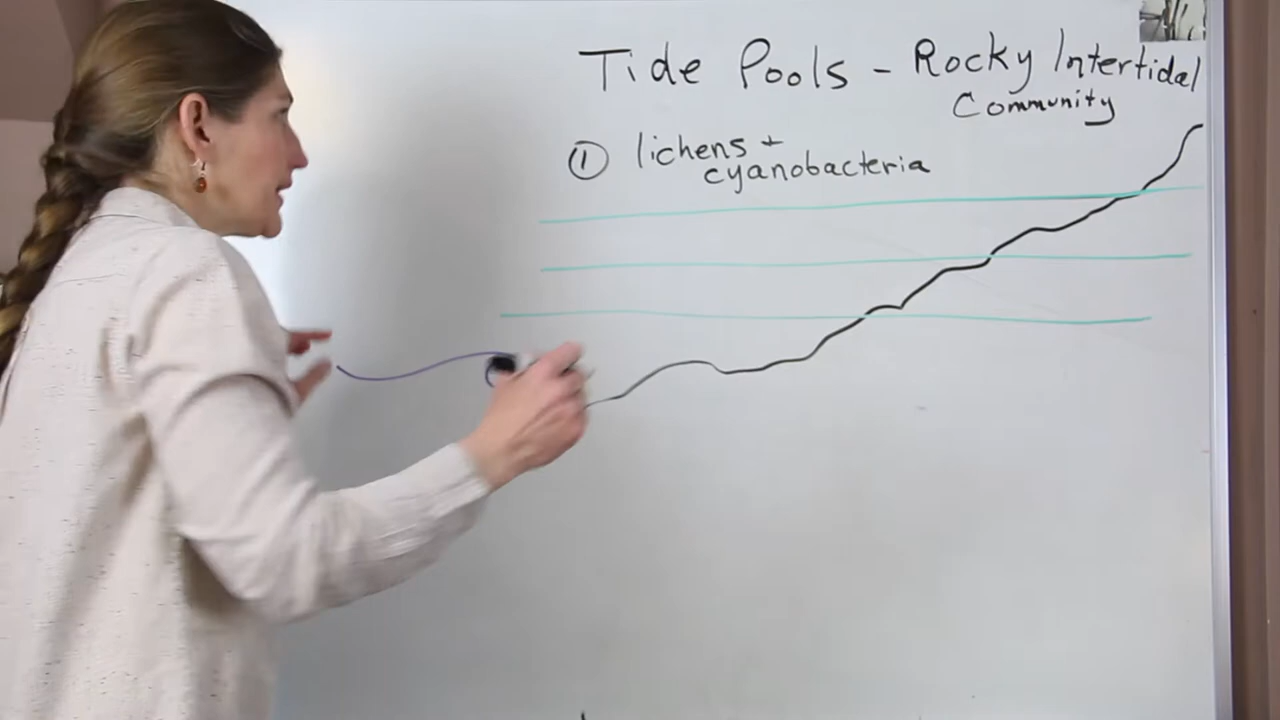 Tide Pools - Rocky Intertidal
Community
① lichens +
cyanobacteria